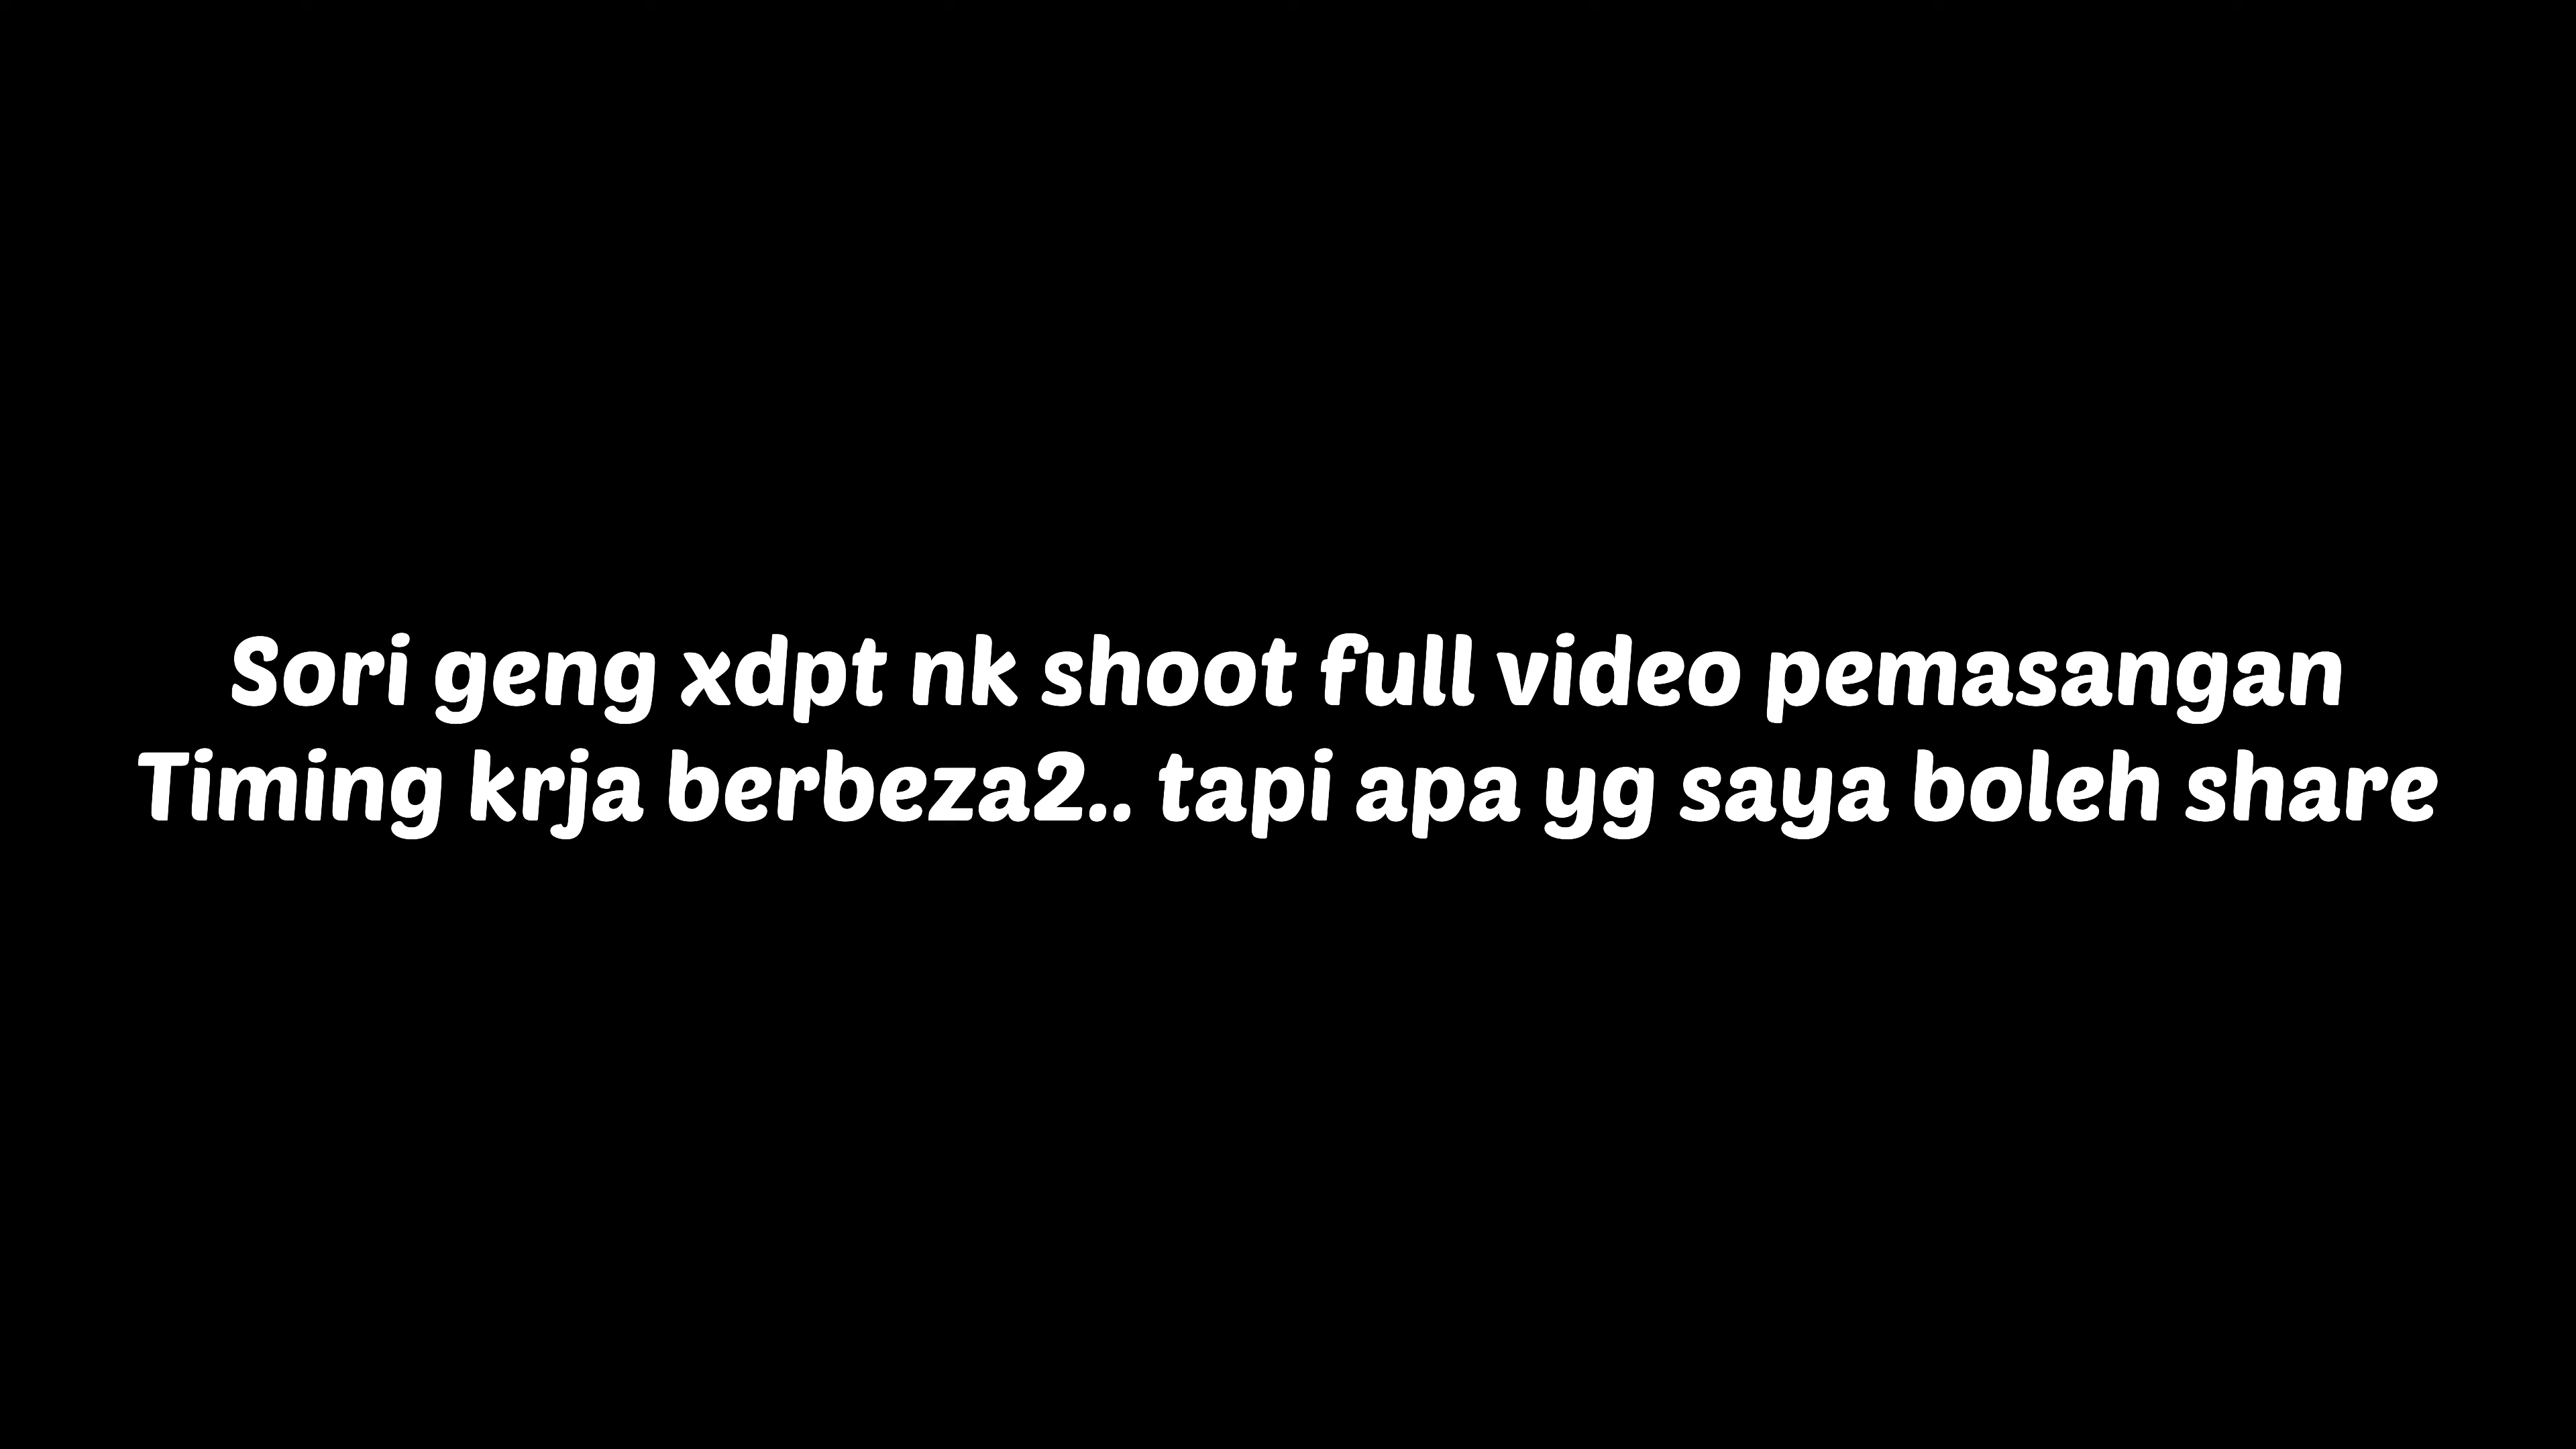 Sori geng xdpt nk shoot full video pemasangan
Timing krja berbeza2.. tapi apa yg saya boleh share